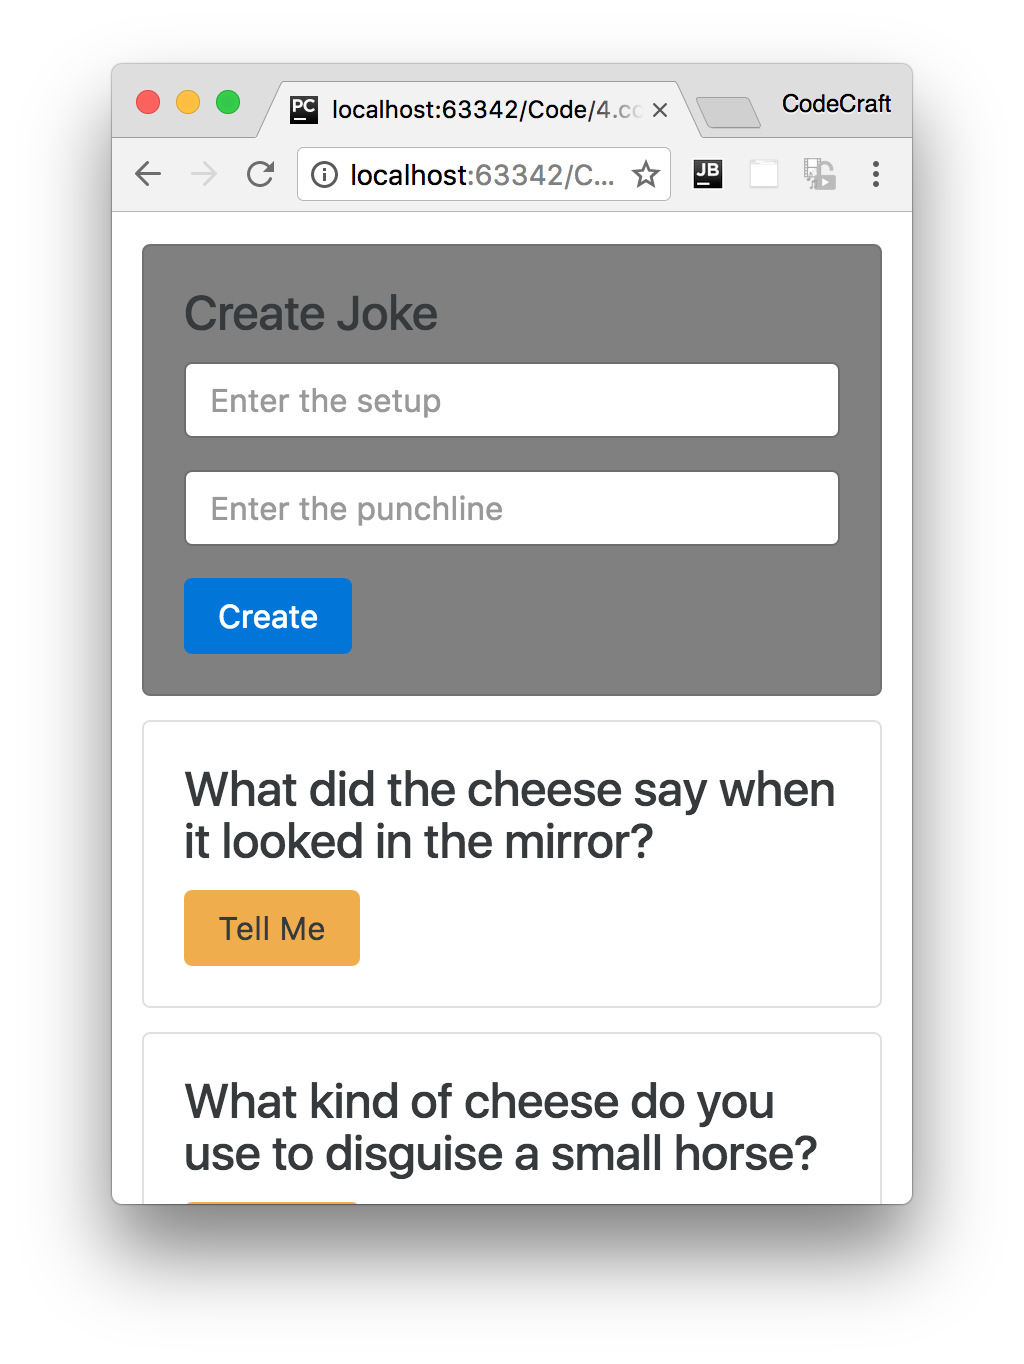 PC
localhost:63342/Code/4.co
CodeCraft
localhost:63342/C...
JB
Create Joke
Enter the setup
Enter the punchline
Create
What did the cheese say when
it looked in the mirror?
Tell Me
What kind of cheese do you
use to disguise a small horse?